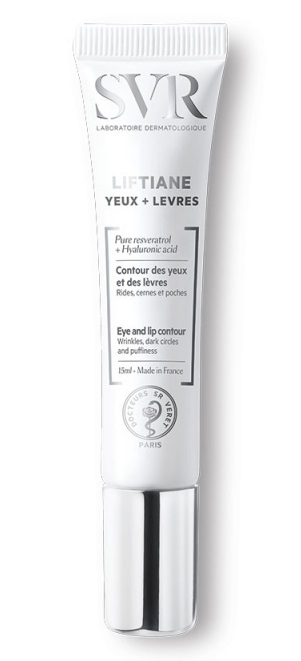 SVR
LABORATOIRE DERMATOLOGIQUE
LIFTIANE
YEUX + LEVRES
Pure resveratrol
+ Hyaluronic acid
Contour des yeux
et des lèvres
Rides, cernes et poches
Eye and lip contour
Wrinkles, dark circles
and puffiness
15ml - Made in France
DOCTEURS SR VERET
PARIS